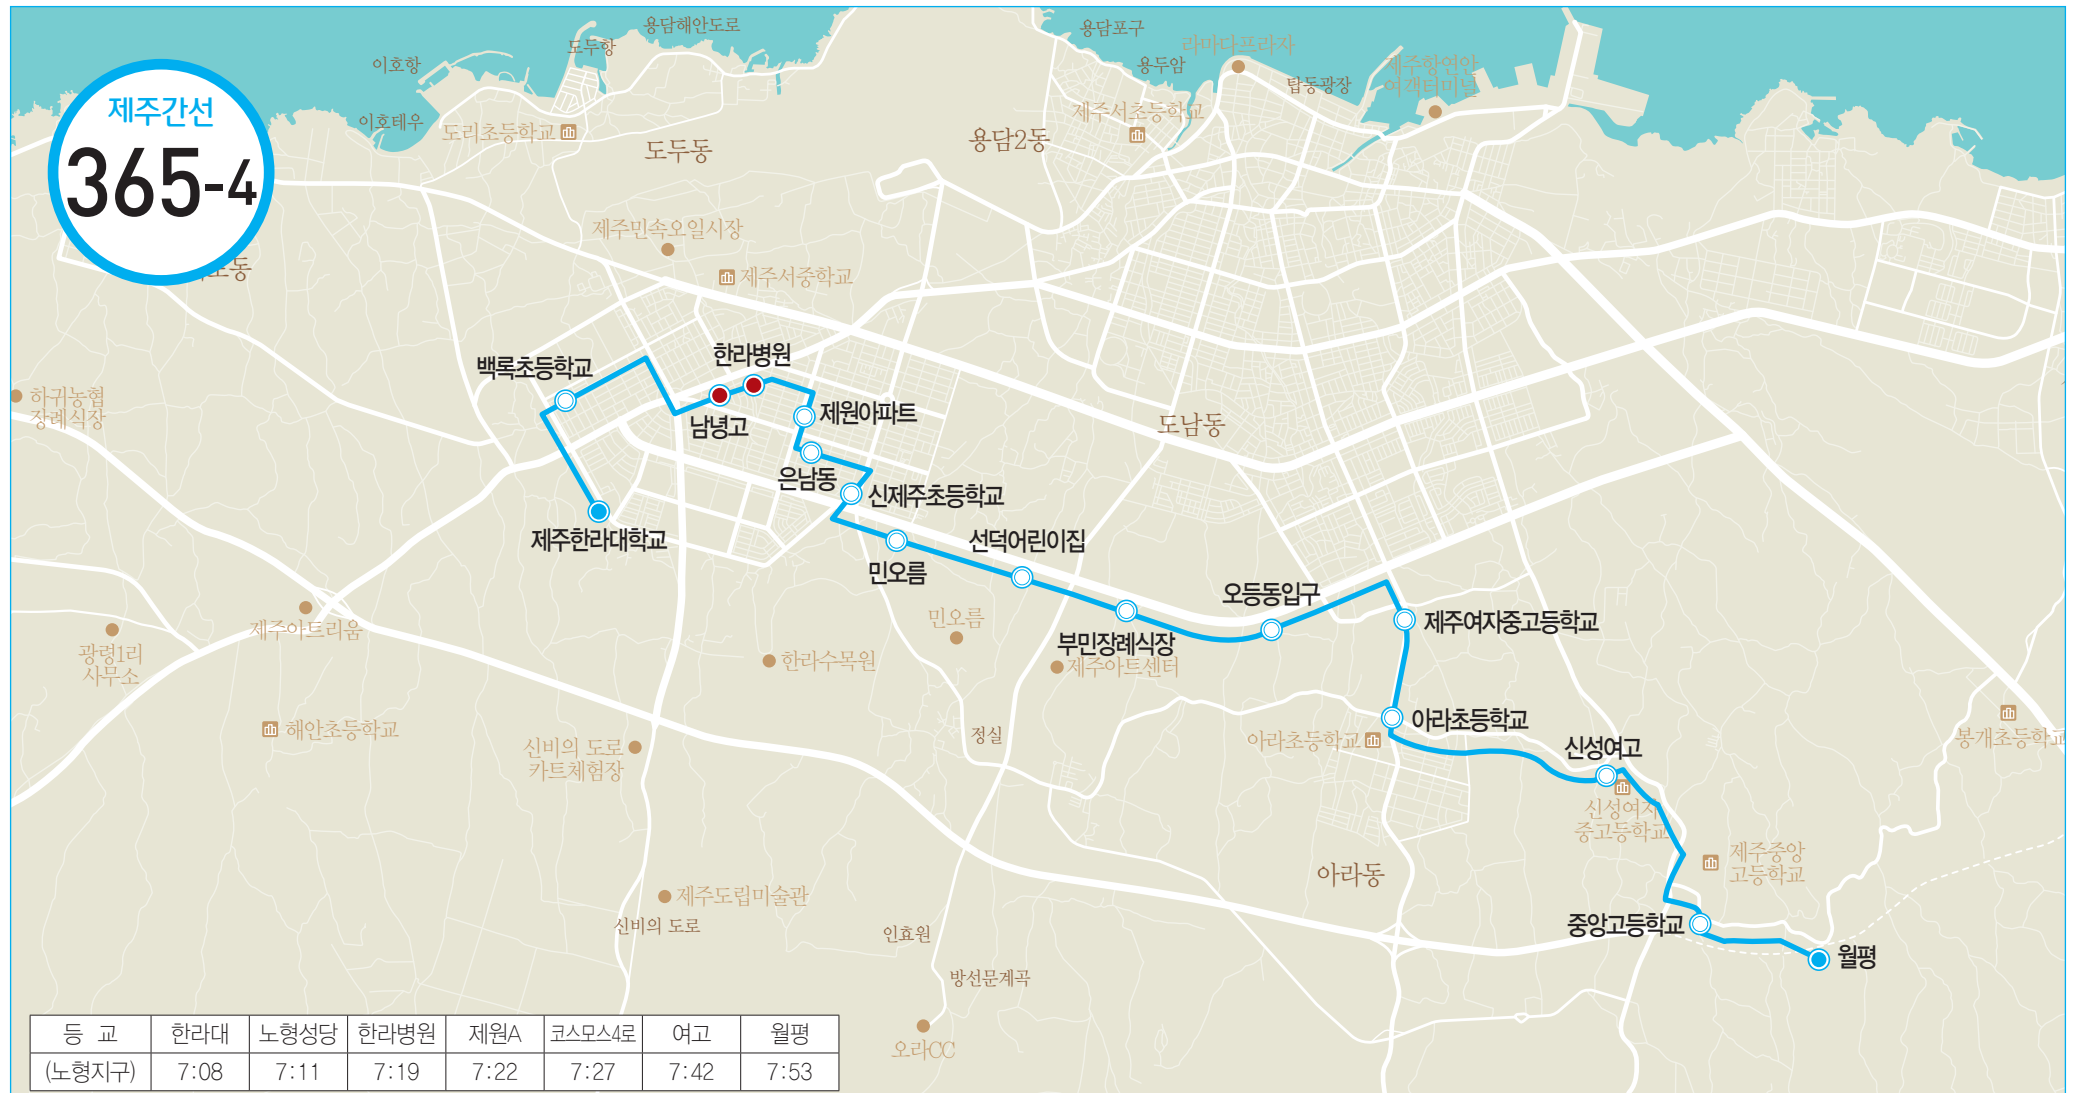 제주간선
365-4
용담해안도로
도두항
이호항
이호테우
도리초등학교
도두동
용담포구
용두암
라마다프라자
탑동광장
제주항연안
여객터미널
제주서초등학교
용담2동
제주민속오일시장
제주서중학교
하귀농협
장례식장
백록초등학교
한라병원
남녕고
제원아파트
은남동
신제주초등학교
제주한라대학교
민오름
선덕어린이집
도남동
부민장례식장
오등동입구
제주여자중고등학교
아라초등학교
신성여고
중앙고등학교
월평
제주아트리움
광령1리
사무소
해안초등학교
신비의 도로
카트체험장
한라수목원
민오름
제주아트센터
정실
아라초등학교
신성여자
중고등학교
제주중앙
고등학교
봉개초등학교
아라동
제주도립미술관
신비의 도로
인효원
방선문계곡
오라CC
등 교 한라대 노형성당 한라병원 제원A 코스모스4로 여고 월평
(노형지구) 7:08 7:11 7:19 7:22 7:27 7:42 7:53